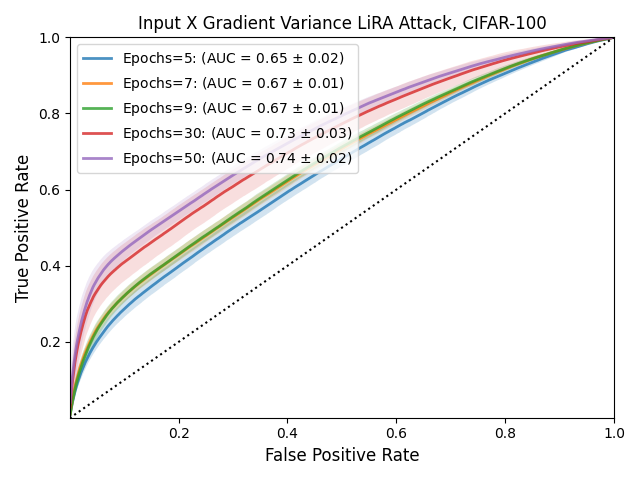 Input X Gradient Variance LiRA Attack, CIFAR-100
1.0
0.8
0.6
0.4
0.2
True Positive Rate
Epochs=5: (AUC = 0.65 ± 0.02)
Epochs=7: (AUC = 0.67 ± 0.01)
Epochs=9: (AUC = 0.67 ± 0.01)
Epochs=30: (AUC = 0.73 ± 0.03)
Epochs=50: (AUC = 0.74 ± 0.02)
0.2 0.4 0.6 0.8 1.0
False Positive Rate